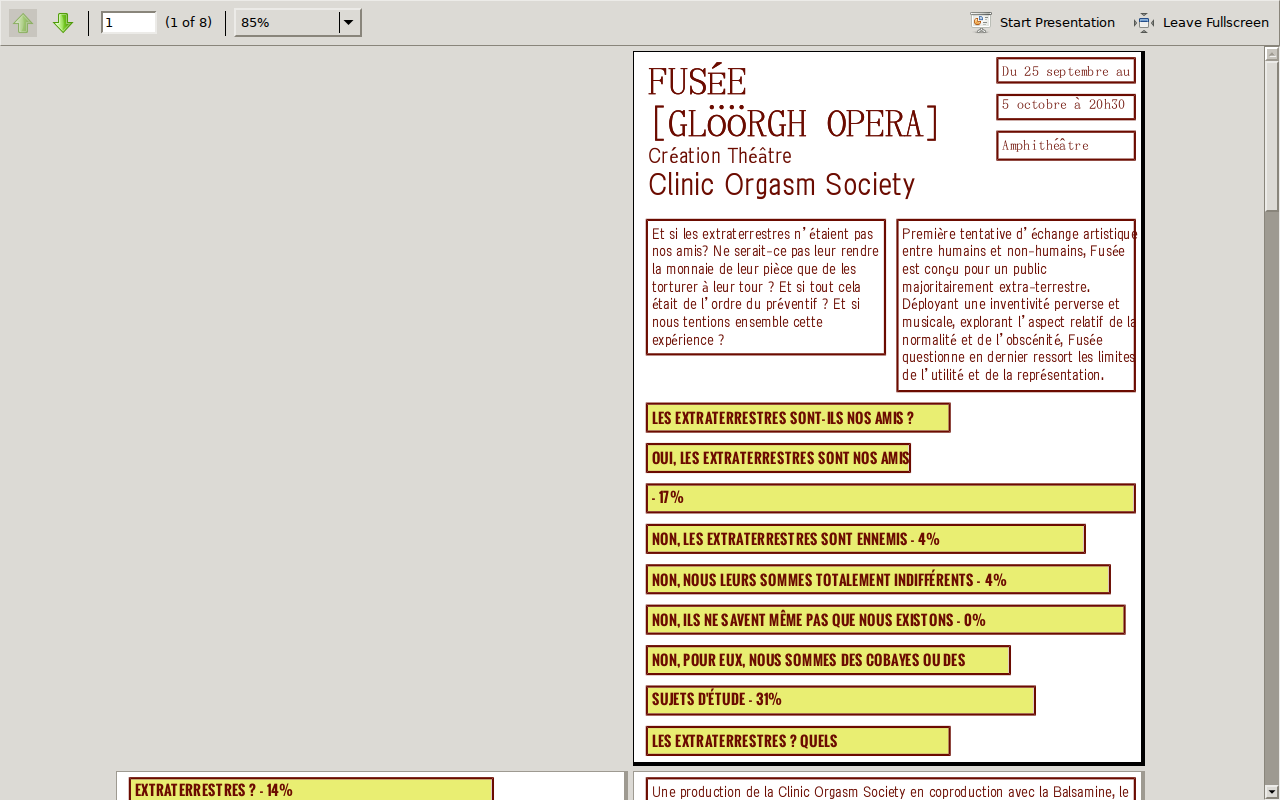 1
(1 of 8)
85%
Start Presentation
Leave Fullscreen
FUSÉE
[GLÖÖRGH OPERA]
Création Théâtre
Clinic Orgasm Society
Du 25 septembre au
5 octobre à 20h30
Amphithéâtre
Et si les extraterrestres n'étaient pas
nos amis? Ne serait-ce pas leur rendre
la monnaie de leur pièce que de les
torturer à leur tour ? Et si tout cela
était de l'ordre du préventif ? Et si
nous tentions ensemble cette
expérience ?
Première tentative d'échange artistique
entre humains et non-humains, Fusée
est conçu pour un public
majoritairement extra-terrestre.
Déployant une inventivité perverse et
musicale, explorant l'aspect relatif de la
normalité et de l'obscénité, Fusée
questionne en dernier ressort les limites
de l'utilité et de la représentation.
LES EXTRATERRESTRES SONT-ILS NOS AMIS ?
OUI, LES EXTRATERRESTRES SONT NOS AMIS
- 17%
NON, LES EXTRATERRESTRES SONT ENNEMIS - 4%
NON, NOUS LEURS SOMMES TOTALEMENT INDIFFÉRENTS - 4%
NON, ILS NE SAVENT MÊME PAS QUE NOUS EXISTONS - 0%
NON, POUR EUX, NOUS SOMMES DES COBAYES OU DES
SUJETS D'ÉTUDE - 31%
LES EXTRATERRESTRES ? QUELS
EXTRATERRESTRES ? - 14%
Une production de la Clinic Orgasm Society en coproduction avec la Balsamine, le